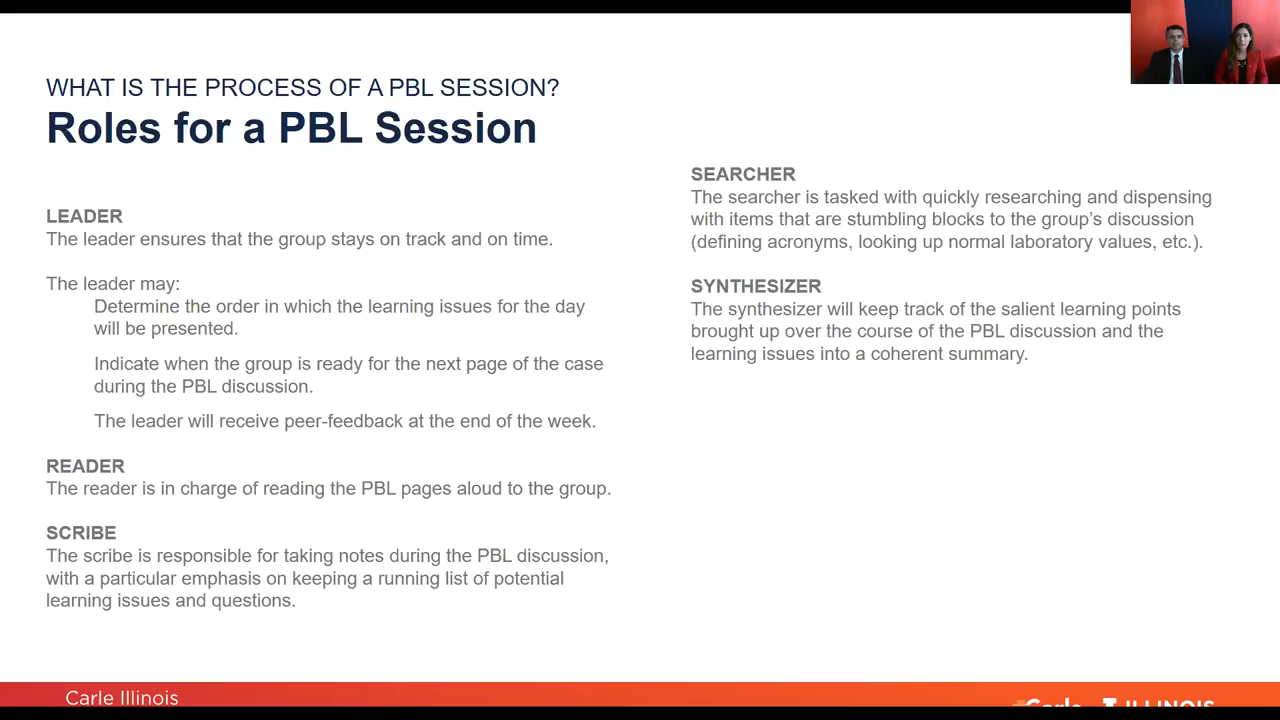 WHAT IS THE PROCESS OF A PBL SESSION?
Roles for a PBL Session
LEADER
The leader ensures that the group stays on track and on time.
The leader may:
Determine the order in which the learning issues for the day
will be presented.
Indicate when the group is ready for the next page of the case
during the PBL discussion.
The leader will receive peer-feedback at the end of the week.
READER
The reader is in charge of reading the PBL pages aloud to the group.
SCRIBE
The scribe is responsible for taking notes during the PBL discussion,
with a particular emphasis on keeping a running list of potential
learning issues and questions.
SEARCHER
The searcher is tasked with quickly researching and dispensing
with items that are stumbling blocks to the group’s discussion
(defining acronyms, looking up normal laboratory values, etc.).
SYNTHESIZER
The synthesizer will keep track of the salient learning points
brought up over the course of the PBL discussion and the
learning issues into a coherent summary.
Carle Illinois
Carle I ILLINOIS